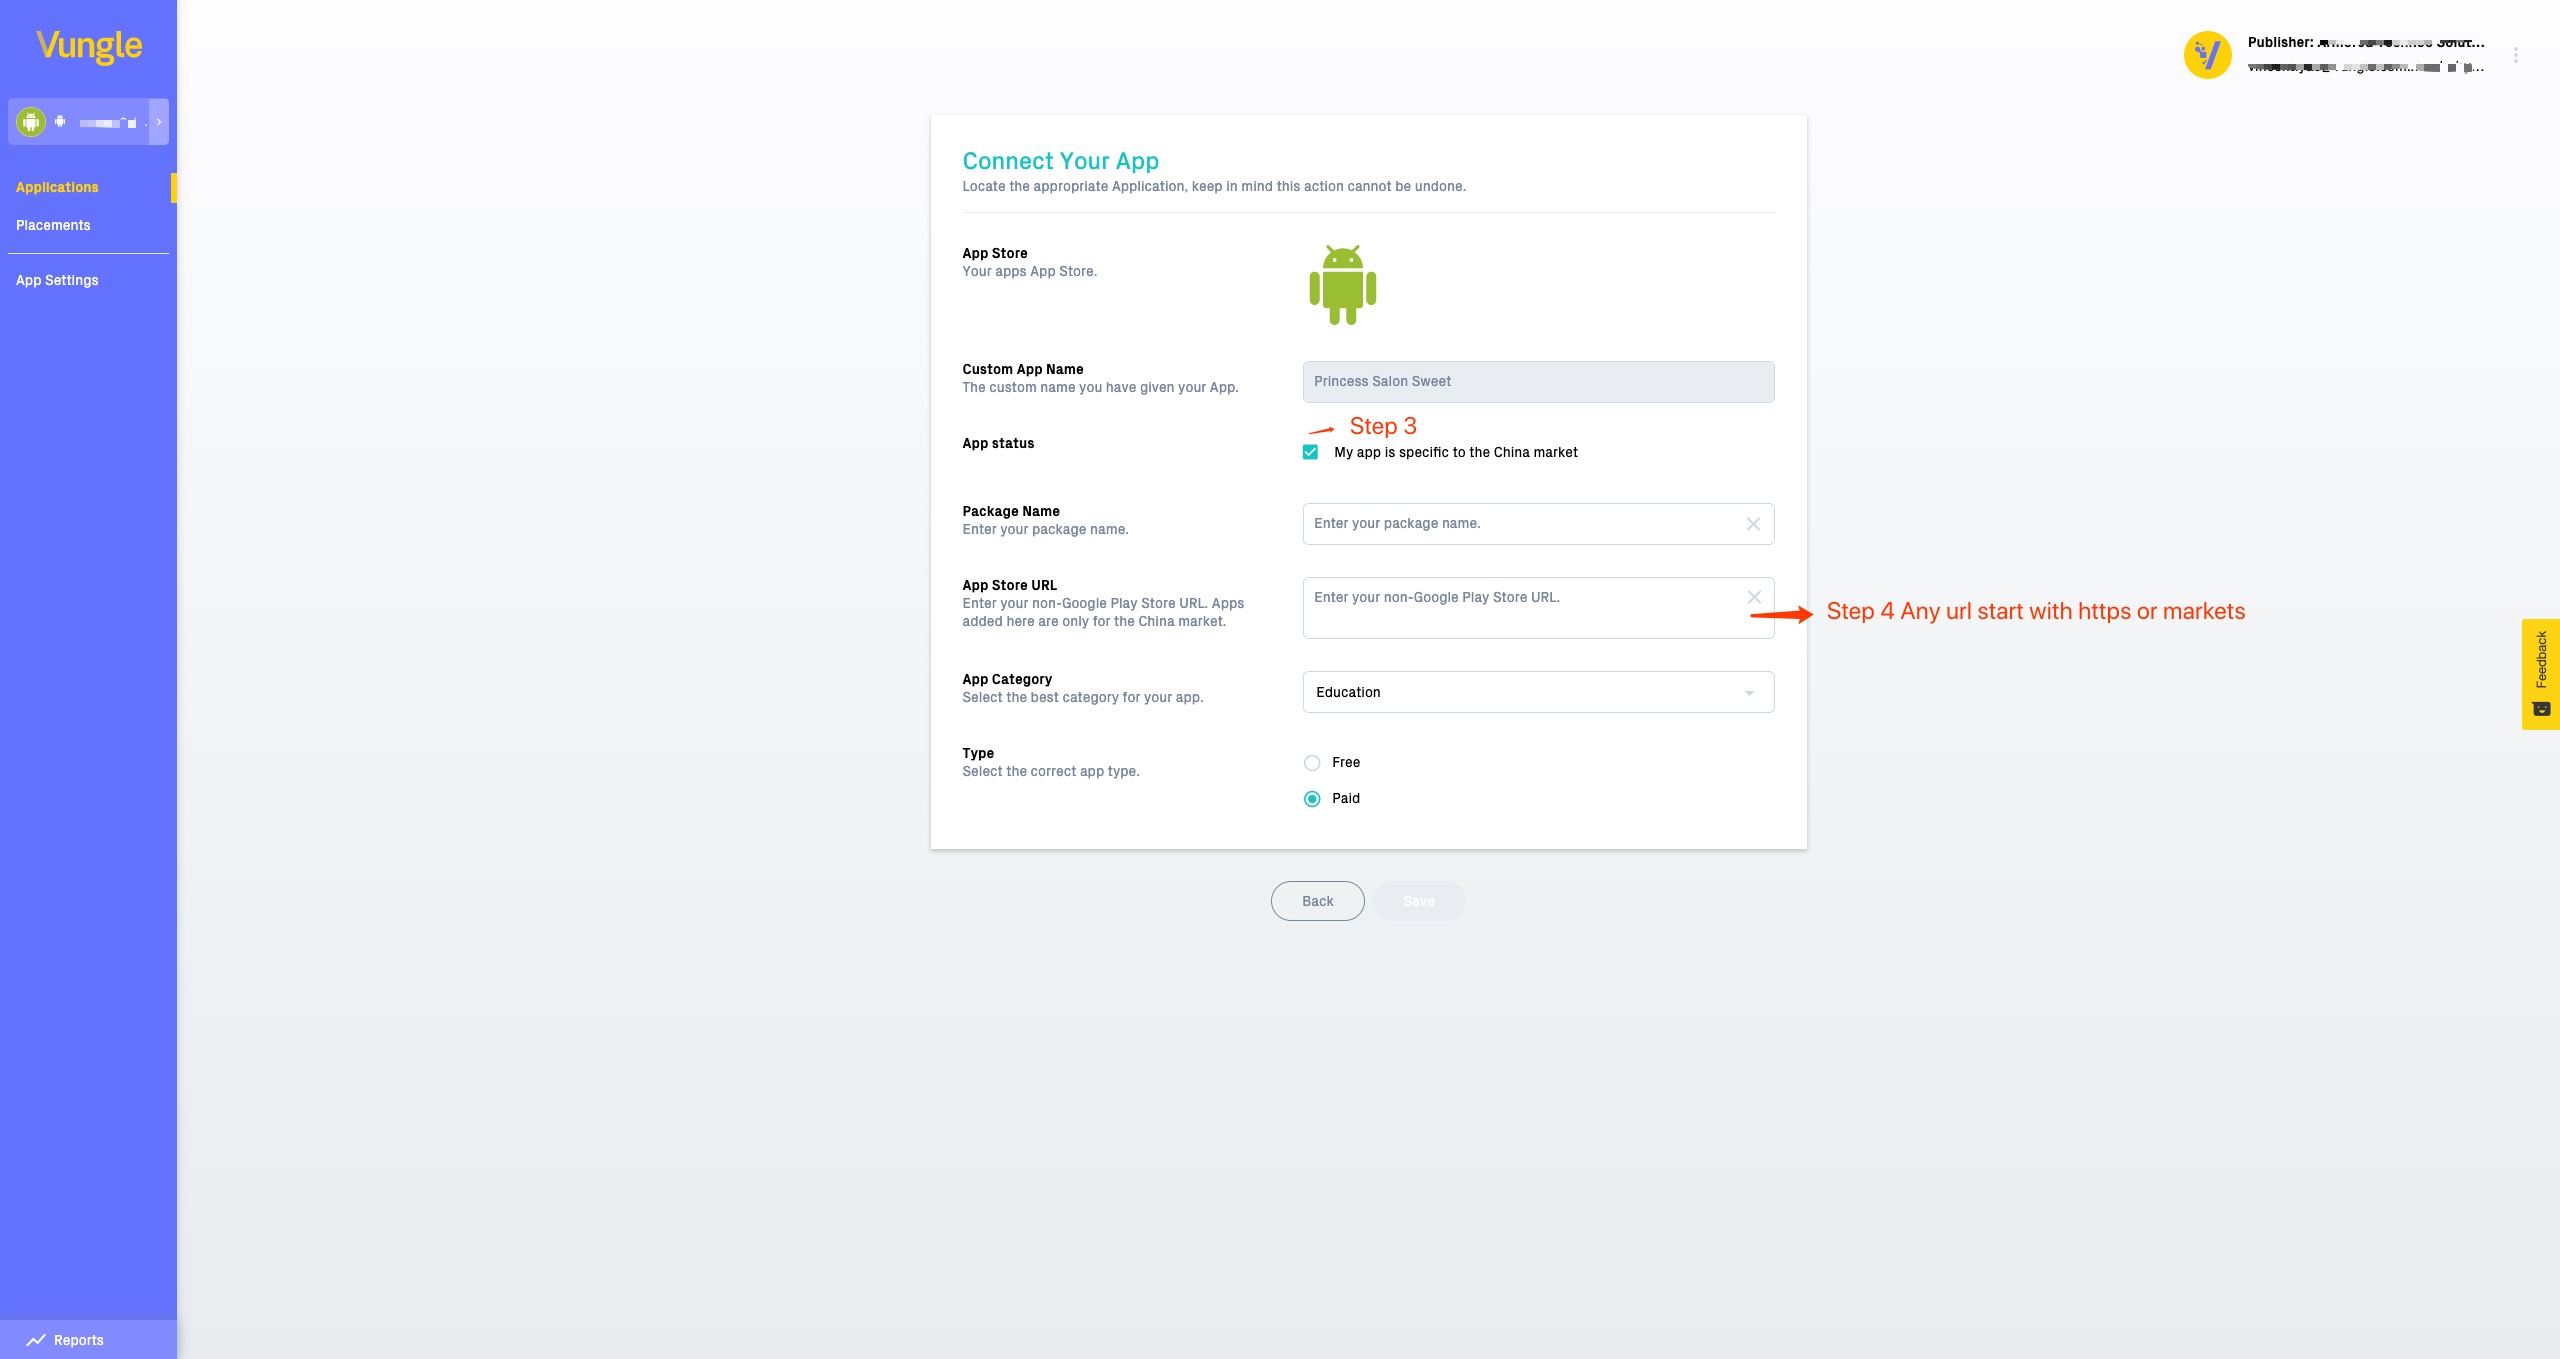 Vungle
Publisher:
Applications
Placements
App Settings
Connect Your App
Locate the appropriate Application, keep in mind this action cannot be undone.
App Store
Your apps App Store.
Custom App Name
The custom name you have given your App.
Princess Salon Sweet
Step 3
App status
My app is specific to the China market
Package Name
Enter your package name.
Enter your package name.
App Store URL
Enter your non-Google Play Store URL. Apps
added here are only for the China market.
Enter your non-Google Play Store URL.
Step 4 Any url start with https or markets
App Category
Select the best category for your app.
Education
Type
Select the correct app type.
Free
Paid
Back
Save
Feedback
Reports